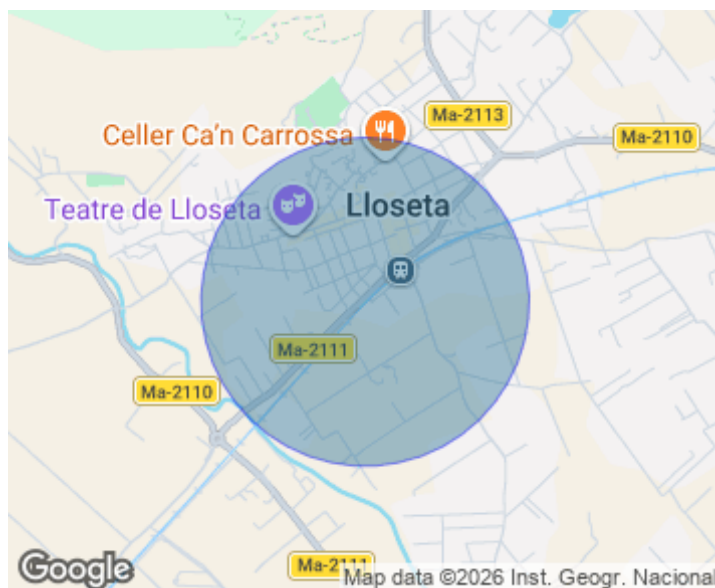 Ma-2113
Celler Ca'n Carrossa
Ma-2110
Teatre de Lloseta
Lloseta
Ma-2111
Ma-2110
Ma-2111
Google
Map data ©2026 Inst. Geogr. Nacional